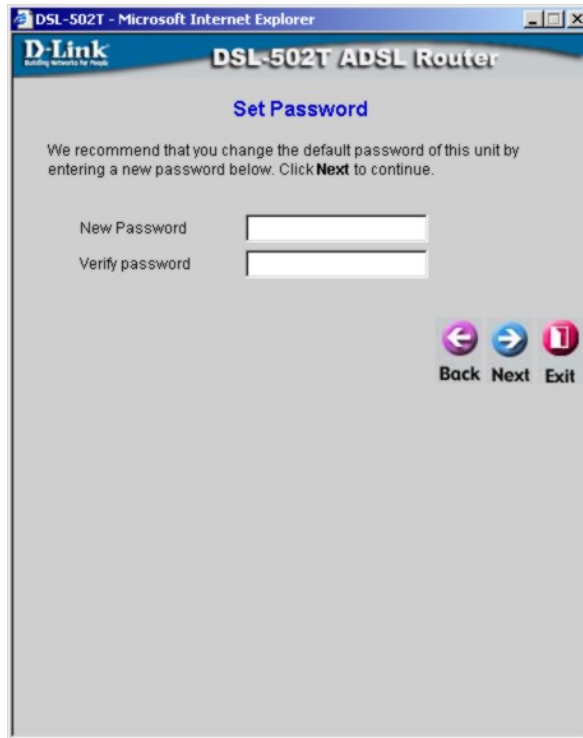 DSL-502T - Microsoft Internet Explorer
D-Link
Building Networks for People
DSL-502T ADSL Router
Set Password
We recommend that you change the default password of this unit by
entering a new password below. Click Next to continue.
New Password
Verify password
Back Next Exit